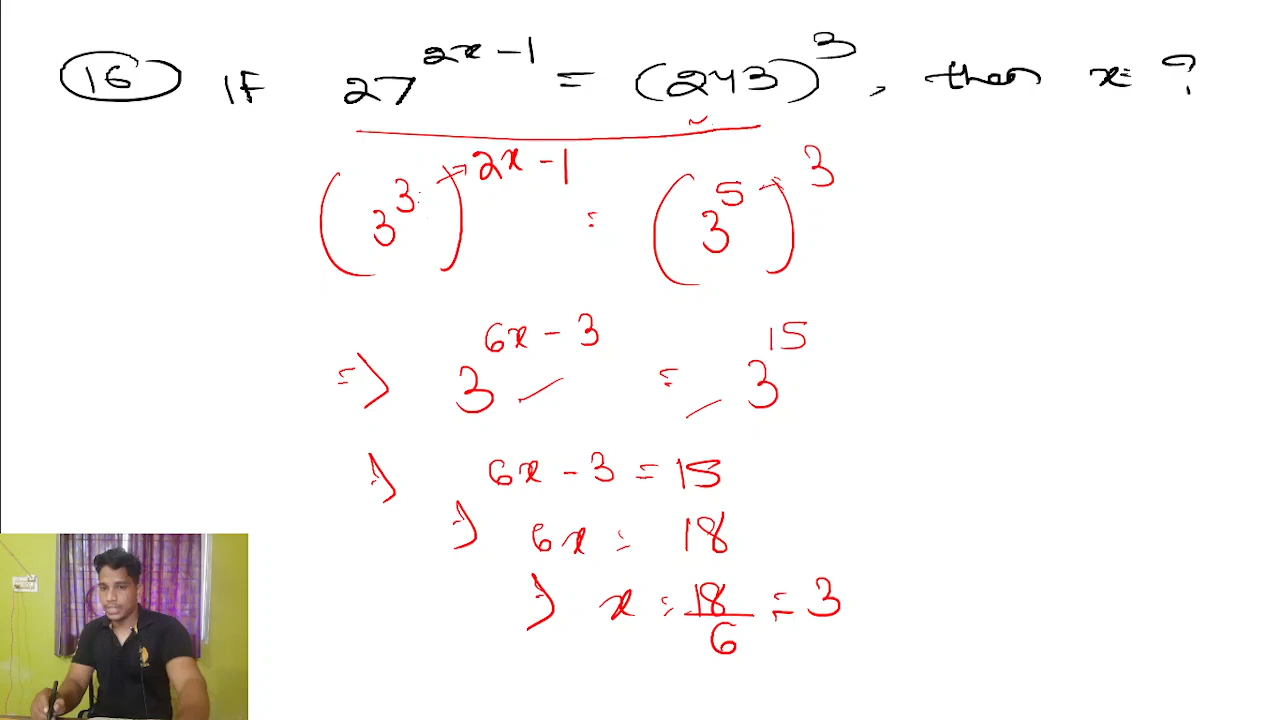 16 IF 27^{2x-1} = (243)^3, then x = ?
(3^3)^{2x-1} = (3^5)^3
=> 3^{6x-3} = 3^{15}
=> 6x - 3 = 15
=> 6x = 18
=> x = 18/6 = 3